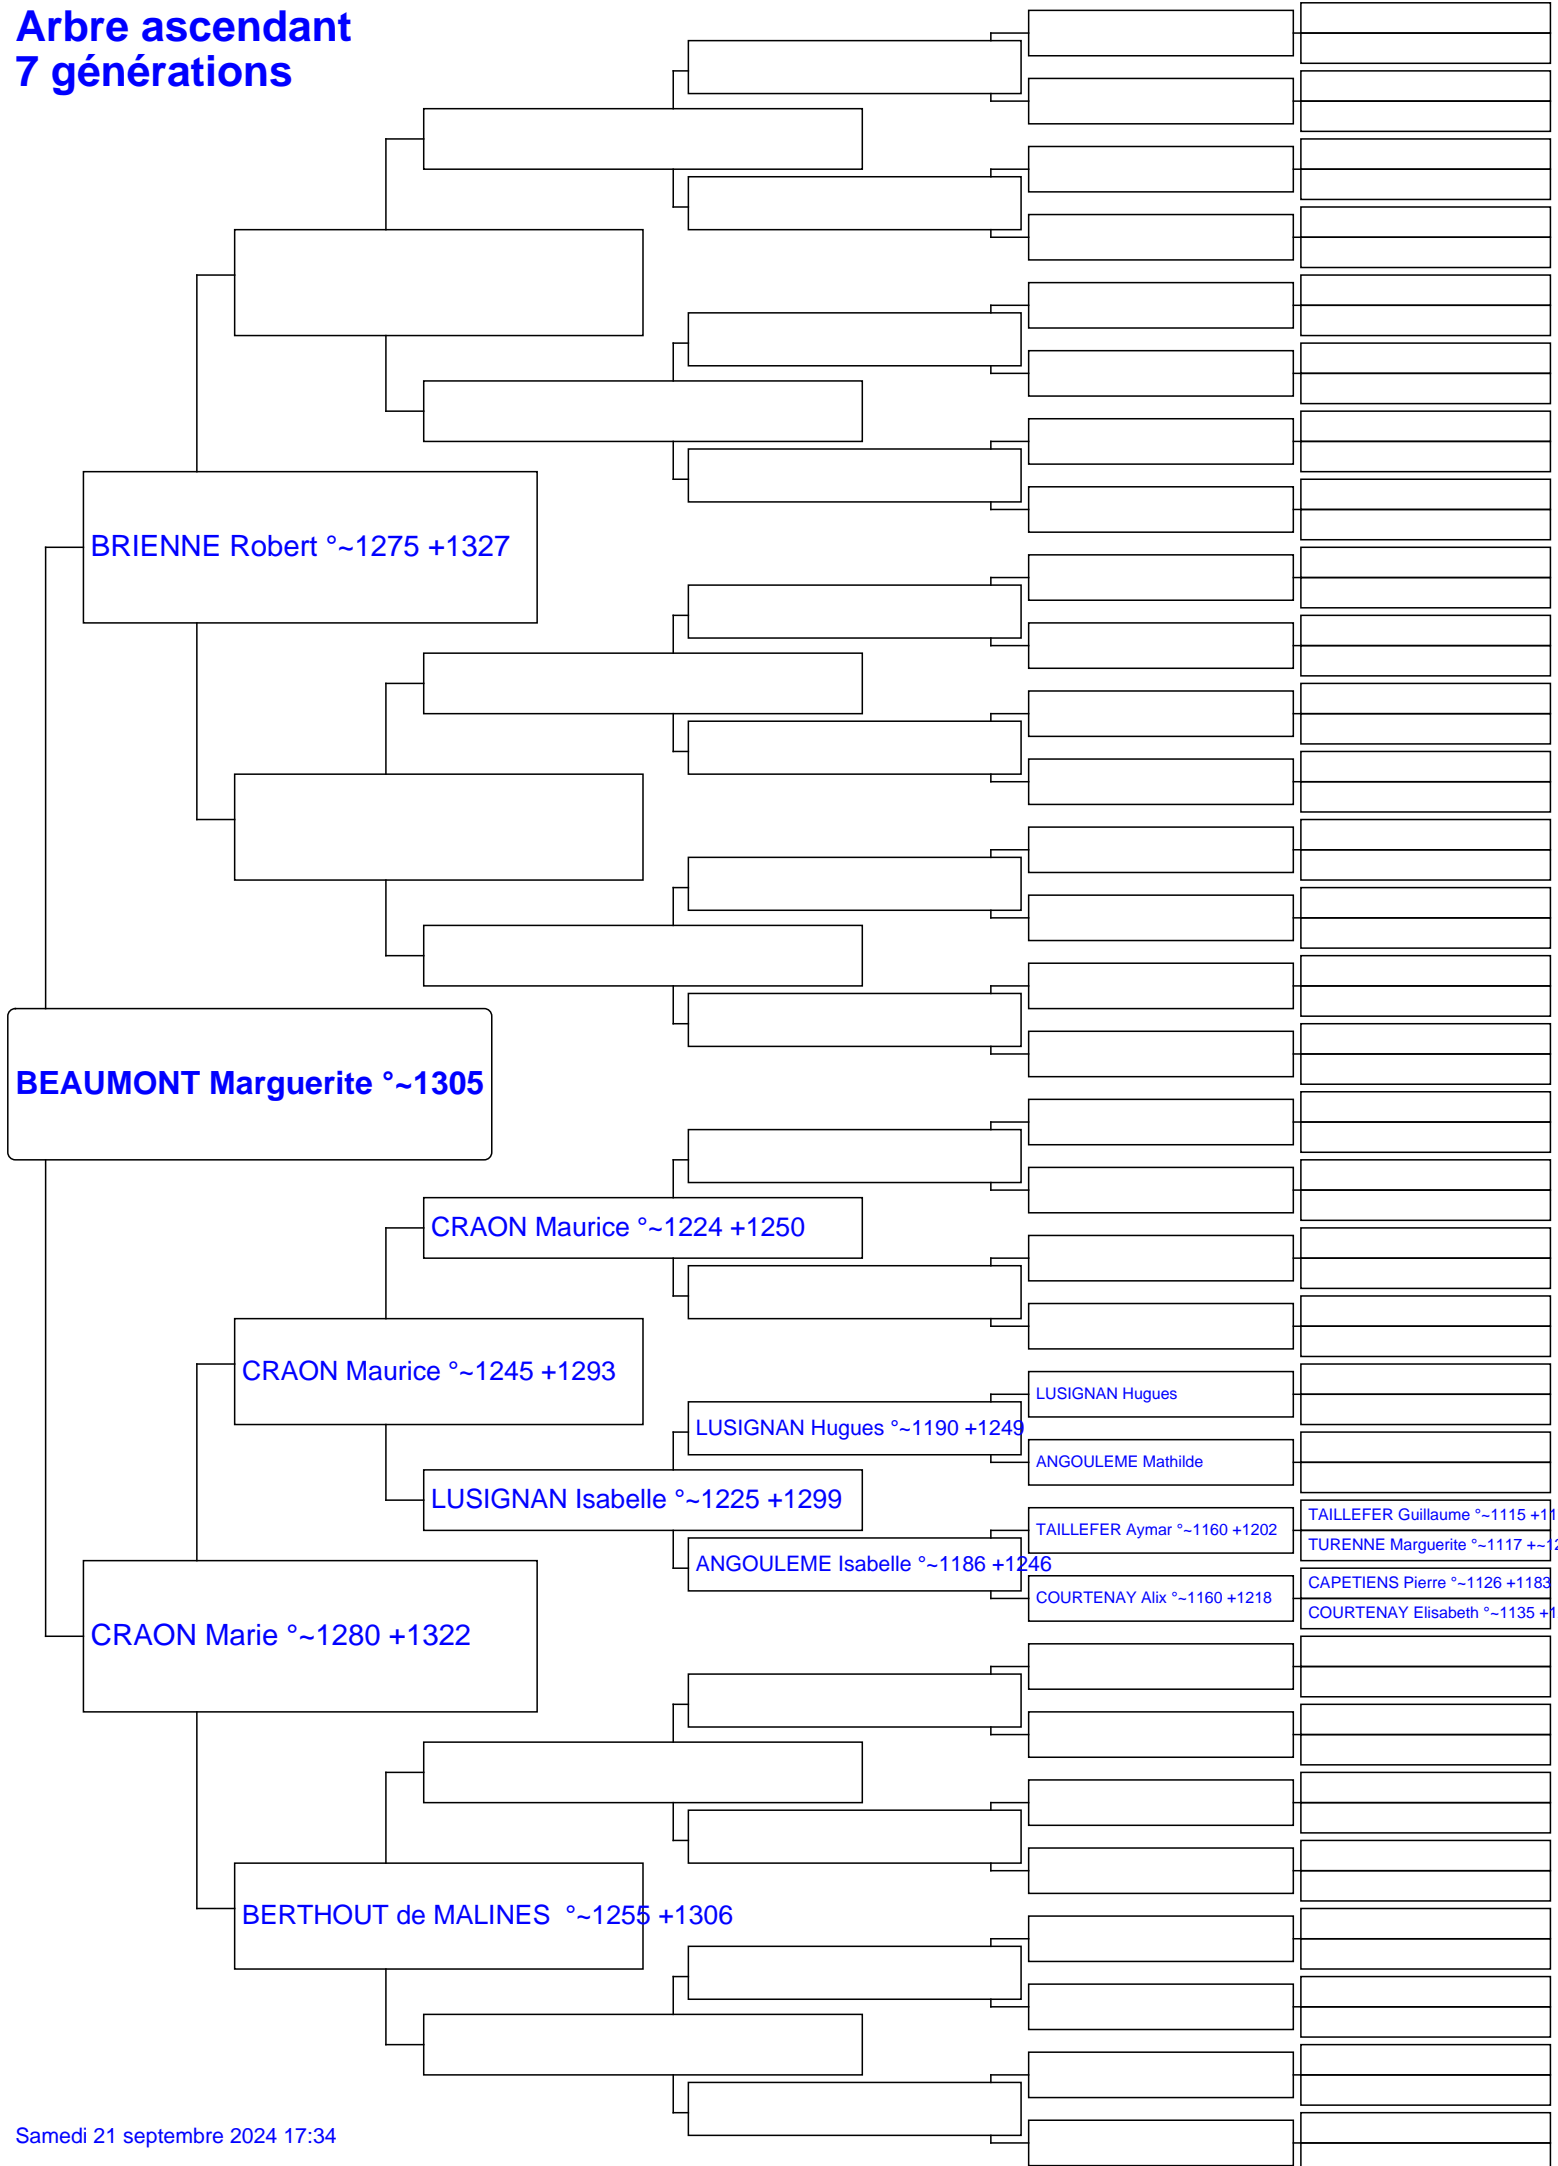 Arbre ascendant
7 générations
BRIENNE Robert °~1275 +1327
BEAUMONT Marguerite °~1305
CRAON Maurice °~1224 +1250
CRAON Maurice °~1245 +1293
LUSIGNAN Hugues
LUSIGNAN Hugues °~1190 +1249
ANGOULEME Mathilde
LUSIGNAN Isabelle °~1225 +1299
TAILLEFER Guillaume °~1115 +11
TAILLEFER Aymar °~1160 +1202
TURENNE Marguerite °~1117 +~12
ANGOULEME Isabelle °~1186 +1246
CAPETIENS Pierre °~1126 +1183
COURTENAY Alix °~1160 +1218
COURTENAY Elisabeth °~1135 +1
CRAON Marie °~1280 +1322
BERTHOUT de MALINES °~1255 +1306
Samedi 21 septembre 2024 17:34